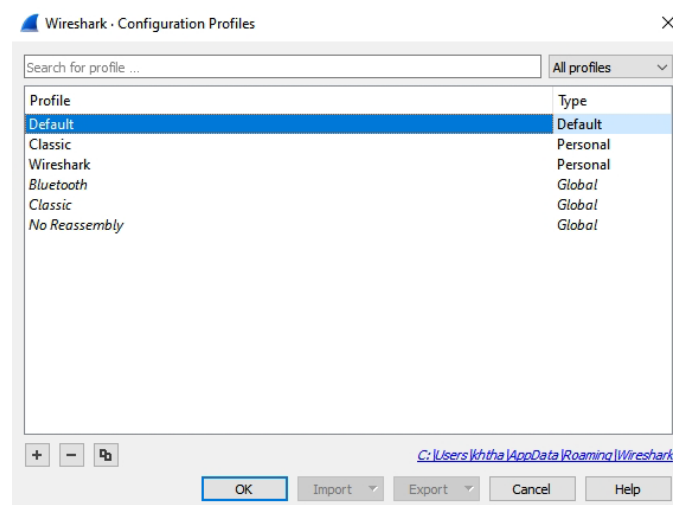 Wireshark · Configuration Profiles
Search for profile ... All profiles
Profile Type
Default Default
Classic Personal
Wireshark Personal
Bluetooth Global
Classic Global
No Reassembly Global
C:\Users\khtha\AppData\Roaming\Wireshark
OK Import Export Cancel Help